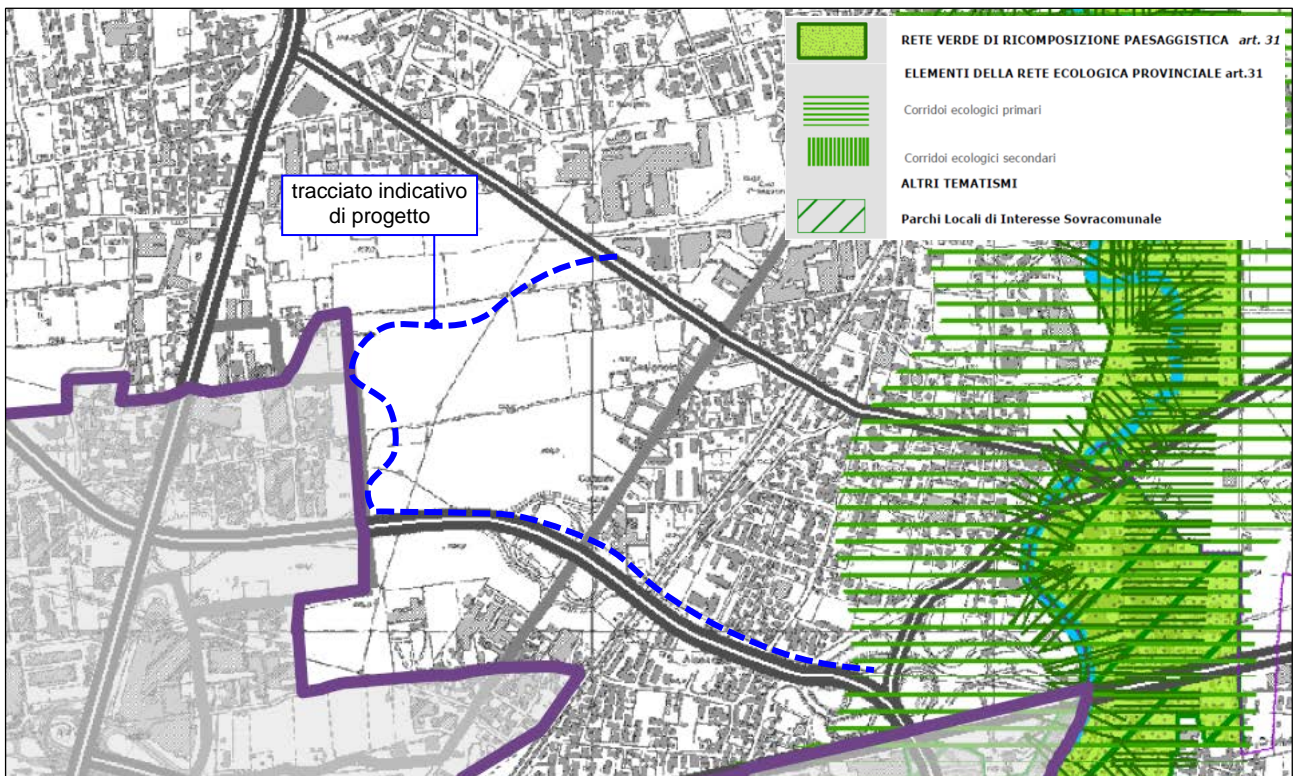 RETE VERDE DI RICOMPOSIZIONE PAESAGGISTICA art. 31
ELEMENTI DELLA RETE ECOLOGICA PROVINCIALE art.31
Corridoi ecologici primari
Corridoi ecologici secondari
ALTRI TEMATISMI
Parchi Locali di Interesse Sovracomunale
tracciato indicativo
di progetto